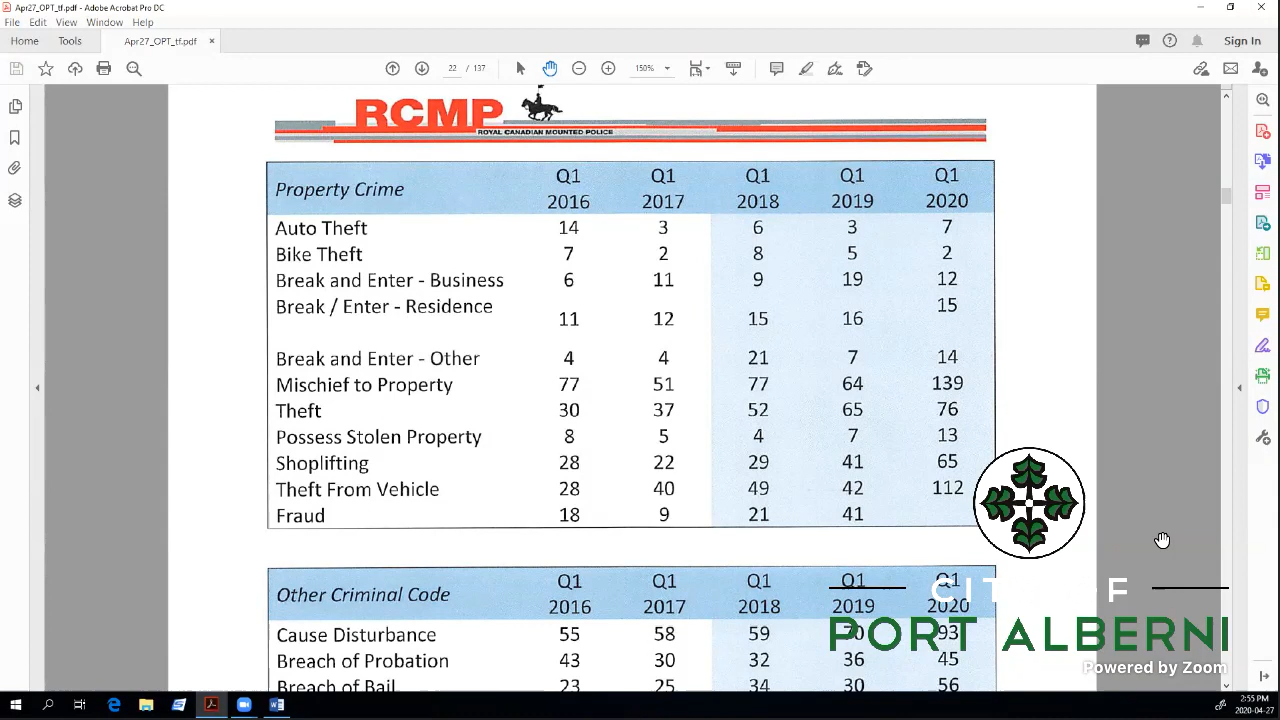 Apr27_OPT_tf.pdf - Adobe Acrobat Pro DC
File Edit View Window Help
Home Tools Apr27_OPT_tf.pdf × Sign In
22 / 137 150%
RCMP
ROYAL CANADIAN MOUNTED POLICE
Property Crime Q1 2016 Q1 2017 Q1 2018 Q1 2019 Q1 2020
Auto Theft 14 3 6 3 7
Bike Theft 7 2 8 5 2
Break and Enter - Business 6 11 9 19 12
Break / Enter - Residence 11 12 15 16 15
Break and Enter - Other 4 4 21 7 14
Mischief to Property 77 51 77 64 139
Theft 30 37 52 65 76
Possess Stolen Property 8 5 4 7 13
Shoplifting 28 22 29 41 65
Theft From Vehicle 28 40 49 42 112
Fraud 18 9 21 41
Other Criminal Code Q1 2016 Q1 2017 Q1 2018 Q1 2019 Q1 2020
Cause Disturbance 55 58 59 70 93
Breach of Probation 43 30 32 36 45
Breach of Bail 23 25 34 30 56
CITY OF
PORT ALBERNI
Powered by Zoom
2:55 PM
2020-04-27